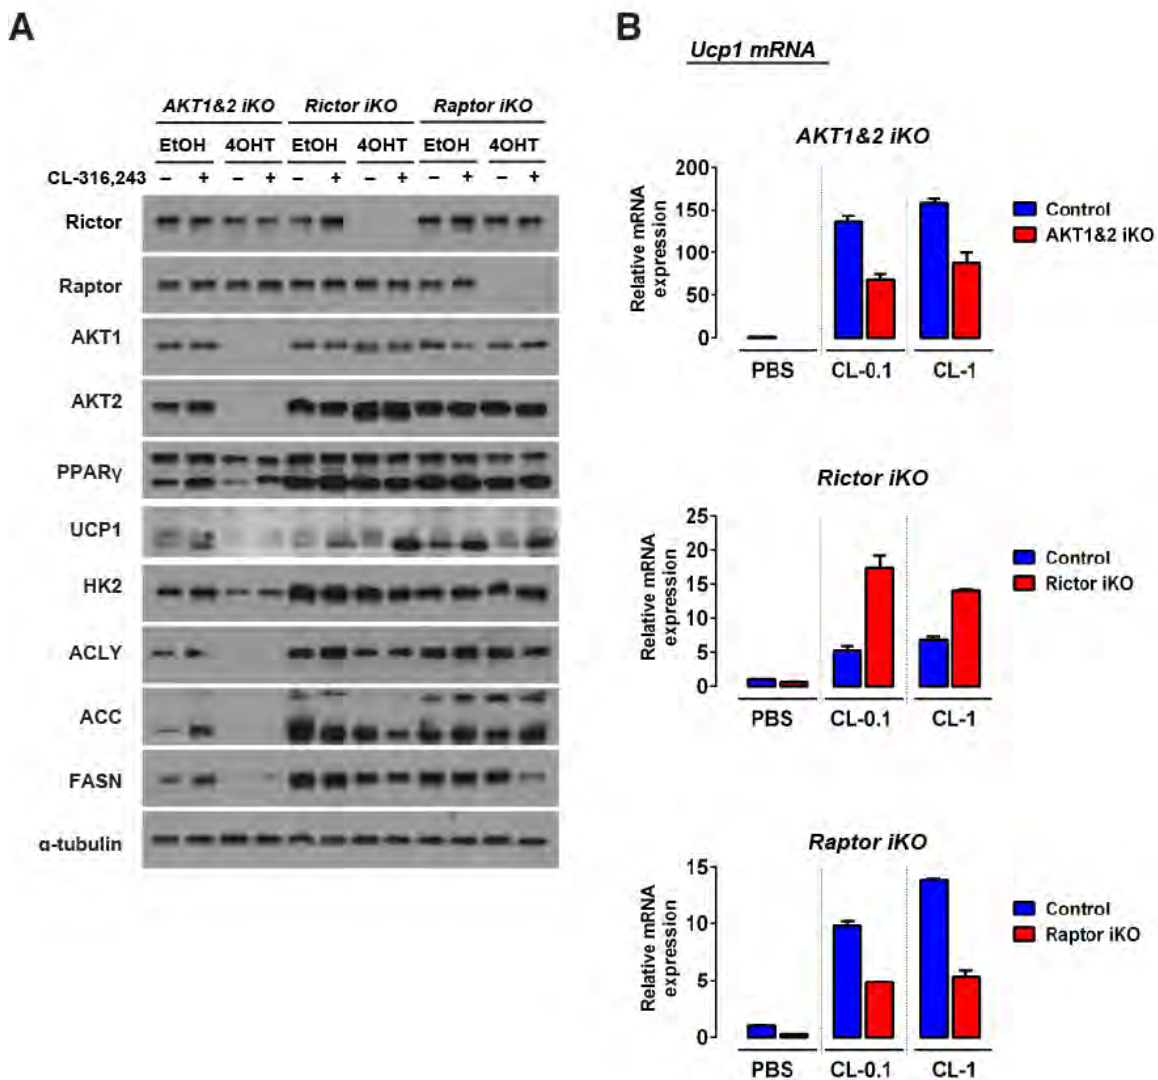 A
AKT1&2 iKO Rictor iKO Raptor iKO
EtOH 4OHT EtOH 4OHT EtOH 4OHT
CL-316,243 – + – + – + – + – + – +
Rictor
Raptor
AKT1
AKT2
PPARγ
UCP1
HK2
ACLY
ACC
FASN
α-tubulin
B
Ucp1 mRNA
AKT1&2 iKO
Relative mRNA
expression
200
150
100
50
0
PBS CL-0.1 CL-1
Control
AKT1&2 iKO
Rictor iKO
Relative mRNA
expression
25
20
15
10
5
0
PBS CL-0.1 CL-1
Control
Rictor iKO
Raptor iKO
Relative mRNA
expression
15
10
5
0
PBS CL-0.1 CL-1
Control
Raptor iKO